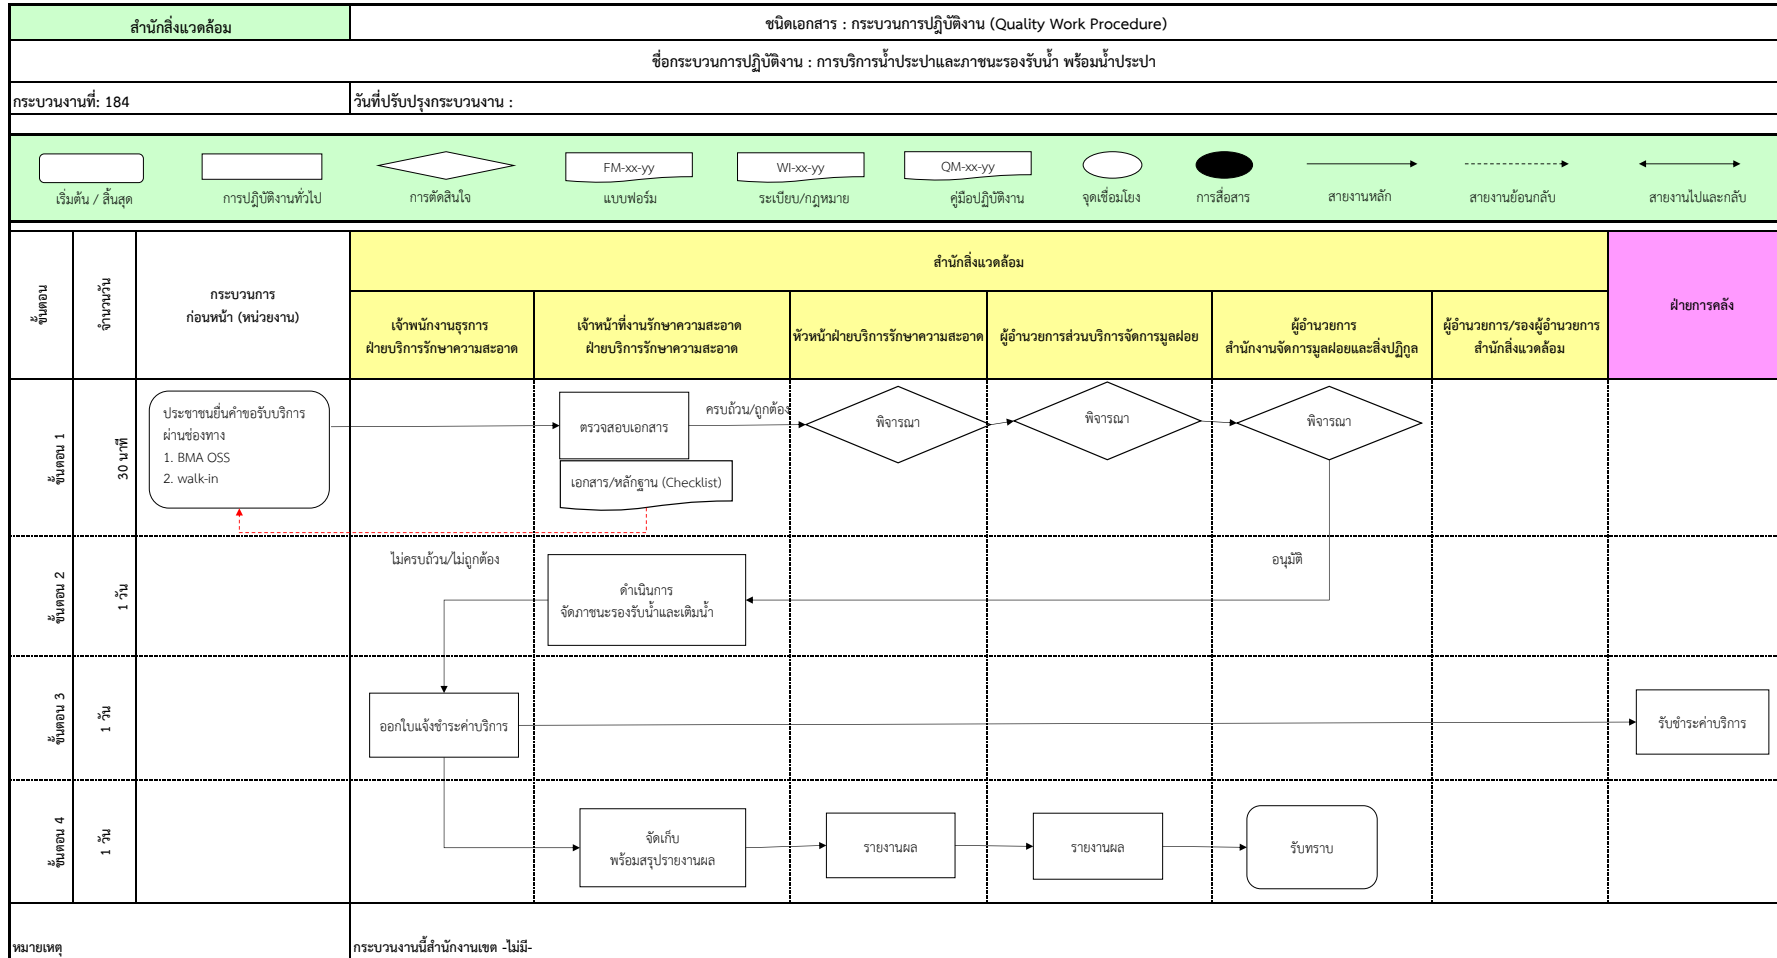 สำนักสิ่งแวดล้อม
ชนิดเอกสาร : กระบวนการปฏิบัติงาน (Quality Work Procedure)
ชื่อกระบวนการปฏิบัติงาน : การบริการน้ำประปาและภาชนะรองรับน้ำ พร้อมน้ำประปา
กระบวนงานที่: 184
วันที่ปรับปรุงกระบวนงาน :
FM-xx-yy
WI-xx-yy
QM-xx-yy
เริ่มต้น / สิ้นสุด
การปฏิบัติงานทั่วไป
การตัดสินใจ
แบบฟอร์ม
ระเบียบ/กฎหมาย
คู่มือปฏิบัติงาน
จุดเชื่อมโยง
การสื่อสาร
สายงานหลัก
สายงานย้อนกลับ
สายงานไปและกลับ
ขั้นตอน
จำนวนวัน
กระบวนการ
ก่อนหน้า (หน่วยงาน)
สำนักสิ่งแวดล้อม
ฝ่ายการคลัง
เจ้าพนักงานธุรการ
ฝ่ายบริการรักษาความสะอาด
เจ้าหน้าที่งานรักษาความสะอาด
ฝ่ายบริการรักษาความสะอาด
หัวหน้าฝ่ายบริการรักษาความสะอาด
ผู้อำนวยการส่วนบริการจัดการมูลฝอย
ผู้อำนวยการ
สำนักงานจัดการมูลฝอยและสิ่งปฏิกูล
ผู้อำนวยการ/รองผู้อำนวยการ
สำนักสิ่งแวดล้อม
ขั้นตอน 1
30 นาที
ประชาชนยื่นคำขอรับบริการ
ผ่านช่องทาง
1. BMA OSS
2. walk-in
ตรวจสอบเอกสาร
เอกสาร/หลักฐาน (Checklist)
ครบถ้วน/ถูกต้อง
พิจารณา
พิจารณา
พิจารณา
ขั้นตอน 2
1 วัน
ไม่ครบถ้วน/ไม่ถูกต้อง
ดำเนินการ
จัดภาชนะรองรับน้ำและเติมน้ำ
อนุมัติ
ขั้นตอน 3
1 วัน
ออกใบแจ้งชำระค่าบริการ
รับชำระค่าบริการ
ขั้นตอน 4
1 วัน
จัดเก็บ
พร้อมสรุปรายงานผล
รายงานผล
รายงานผล
รับทราบ
หมายเหตุ
กระบวนงานนี้สำนักงานเขต -ไม่มี-